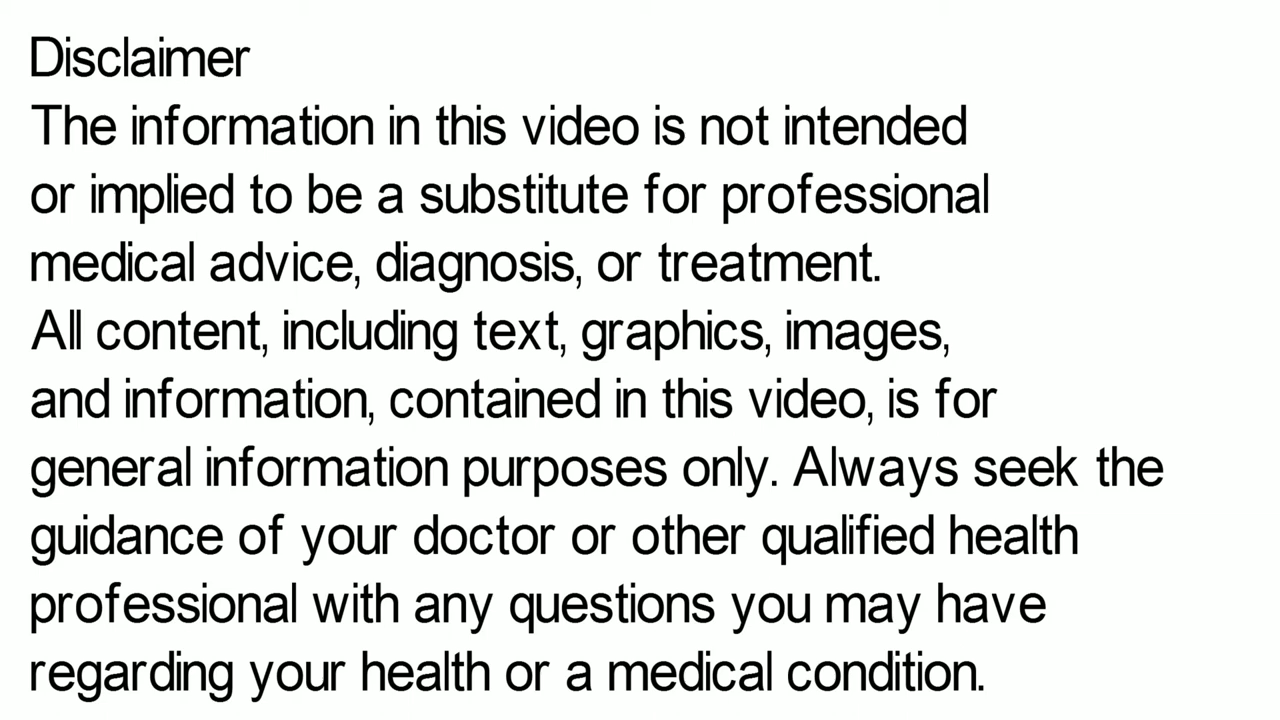 Disclaimer
The information in this video is not intended
or implied to be a substitute for professional
medical advice, diagnosis, or treatment.
All content, including text, graphics, images,
and information, contained in this video, is for
general information purposes only. Always seek the
guidance of your doctor or other qualified health
professional with any questions you may have
regarding your health or a medical condition.